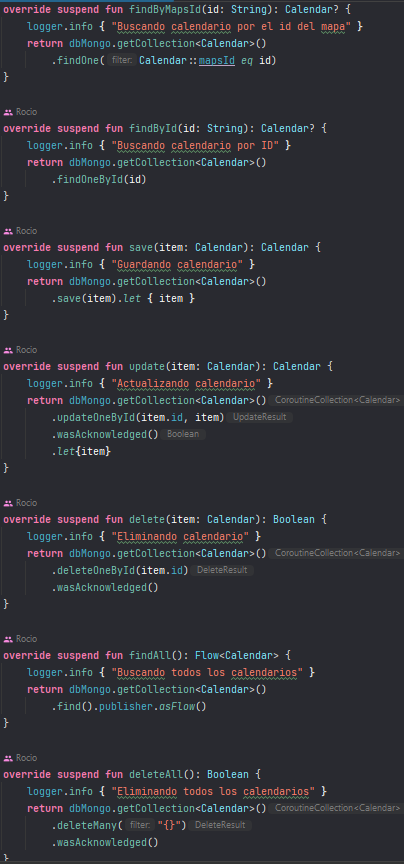 override suspend fun findByMapsId(id: String): Calendar? {
    logger.info { "Buscando calendario por el id del mapa" }
    return dbMongo.getCollection<Calendar>()
        .findOne( filter: Calendar::mapsId eq id)
}
Rocio
override suspend fun findById(id: String): Calendar? {
    logger.info { "Buscando calendario por ID" }
    return dbMongo.getCollection<Calendar>()
        .findOneById(id)
}
Rocio
override suspend fun save(item: Calendar): Calendar {
    logger.info { "Guardando calendario" }
    return dbMongo.getCollection<Calendar>()
        .save(item).let { item }
}
Rocio
override suspend fun update(item: Calendar): Calendar {
    logger.info { "Actualizando calendario" }
    return dbMongo.getCollection<Calendar>() CoroutineCollection<Calendar>
        .updateOneById(item.id, item) UpdateResult
        .wasAcknowledged() Boolean
        .let{item}
}
Rocio
override suspend fun delete(item: Calendar): Boolean {
    logger.info { "Eliminando calendario" }
    return dbMongo.getCollection<Calendar>() CoroutineCollection<Calendar>
        .deleteOneById(item.id) DeleteResult
        .wasAcknowledged()
}
Rocio
override suspend fun findAll(): Flow<Calendar> {
    logger.info { "Buscando todos los calendarios" }
    return dbMongo.getCollection<Calendar>()
        .find().publisher.asFlow()
}
Rocio
override suspend fun deleteAll(): Boolean {
    logger.info { "Eliminando todos los calendarios" }
    return dbMongo.getCollection<Calendar>() CoroutineCollection<Calendar>
        .deleteMany( filter: "{}") DeleteResult
        .wasAcknowledged()
}